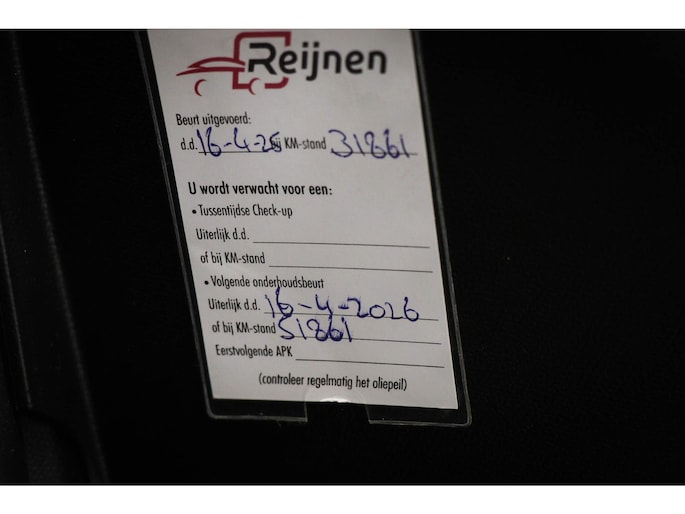 Reijnen
Beurt uitgevoerd:
d.d. 16-4-25 bij KM-stand 31861
U wordt verwacht voor een:
• Tussentijdse Check-up
Uiterlijk d.d.
of bij KM-stand
• Volgende onderhoudsbeurt
Uiterlijk d.d. 16-4-2026
of bij KM-stand 51861
Eerstvolgende APK
(controleer regelmatig het oliepeil)